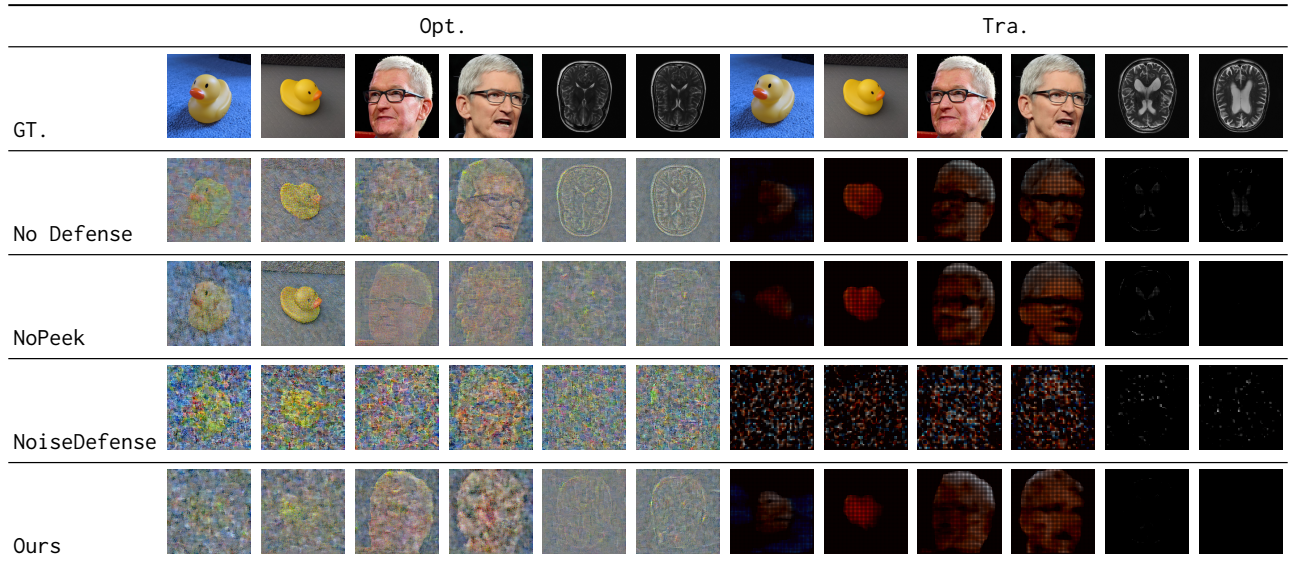 Opt. Tra.
GT.
No Defense
NoPeek
NoiseDefense
Ours